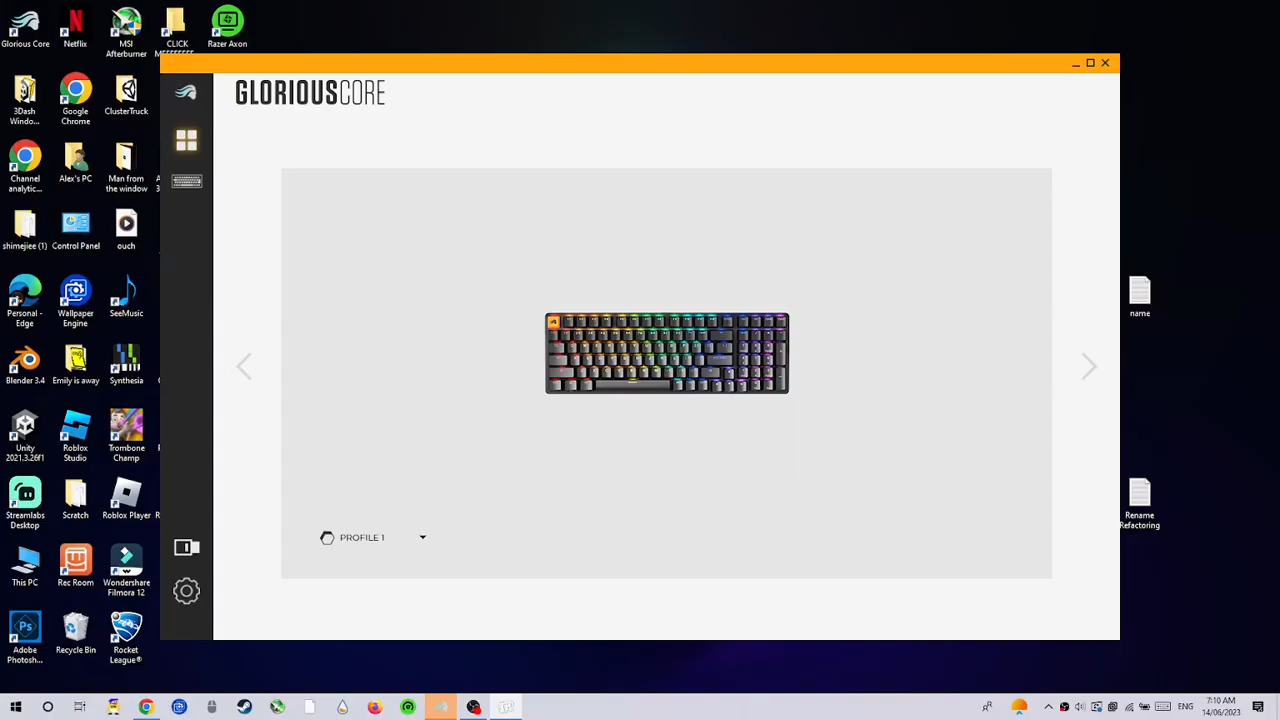 Glorious Core
Netflix
MSI
Afterburner
CLICK
Razer Axon
GLORIOUSCORE
3Dash
Windo...
Google
Chrome
ClusterTruck
Channel
analytic...
Alex's PC
Man from
the window
shimejiee (1)
Control Panel
ouch
Personal -
Edge
Wallpaper
Engine
SeeMusic
name
Blender 3.4
Emily is away
Synthesia
Unity
2021.3.26f1
Roblox
Studio
Trombone
Champ
Streamlabs
Desktop
Scratch
Roblox Player
Rename
Refactoring
PROFILE 1
This PC
Rec Room
Wondershare
Filmora 12
Adobe
Photosh...
Recycle Bin
Rocket
League®
7:10 AM
14/06/2023